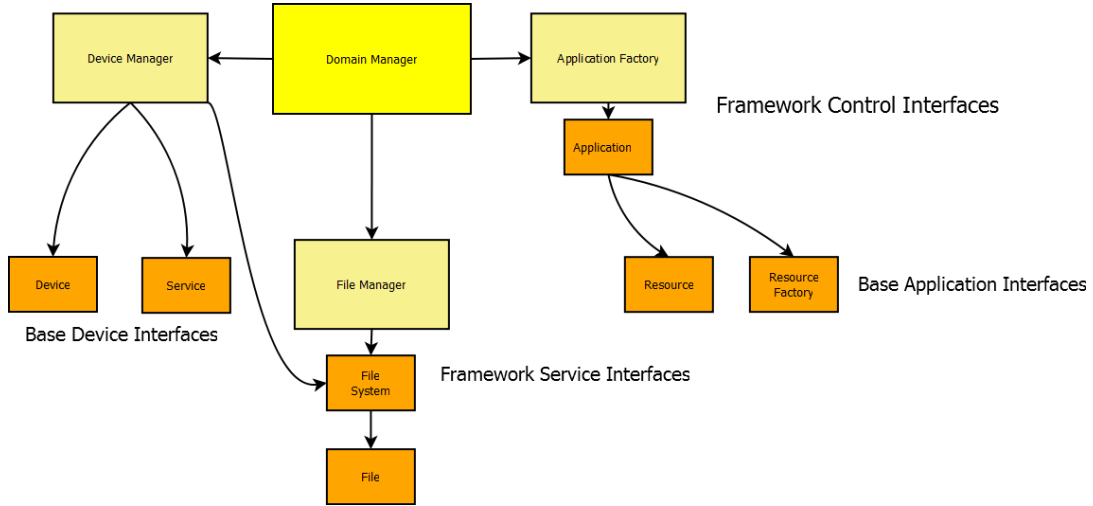 Device Manager
Domain Manager
Application Factory
Framework Control Interfaces
Application
Device
Service
File Manager
Resource
Resource
Factory
Base Application Interfaces
Base Device Interfaces
File
System
Framework Service Interfaces
File